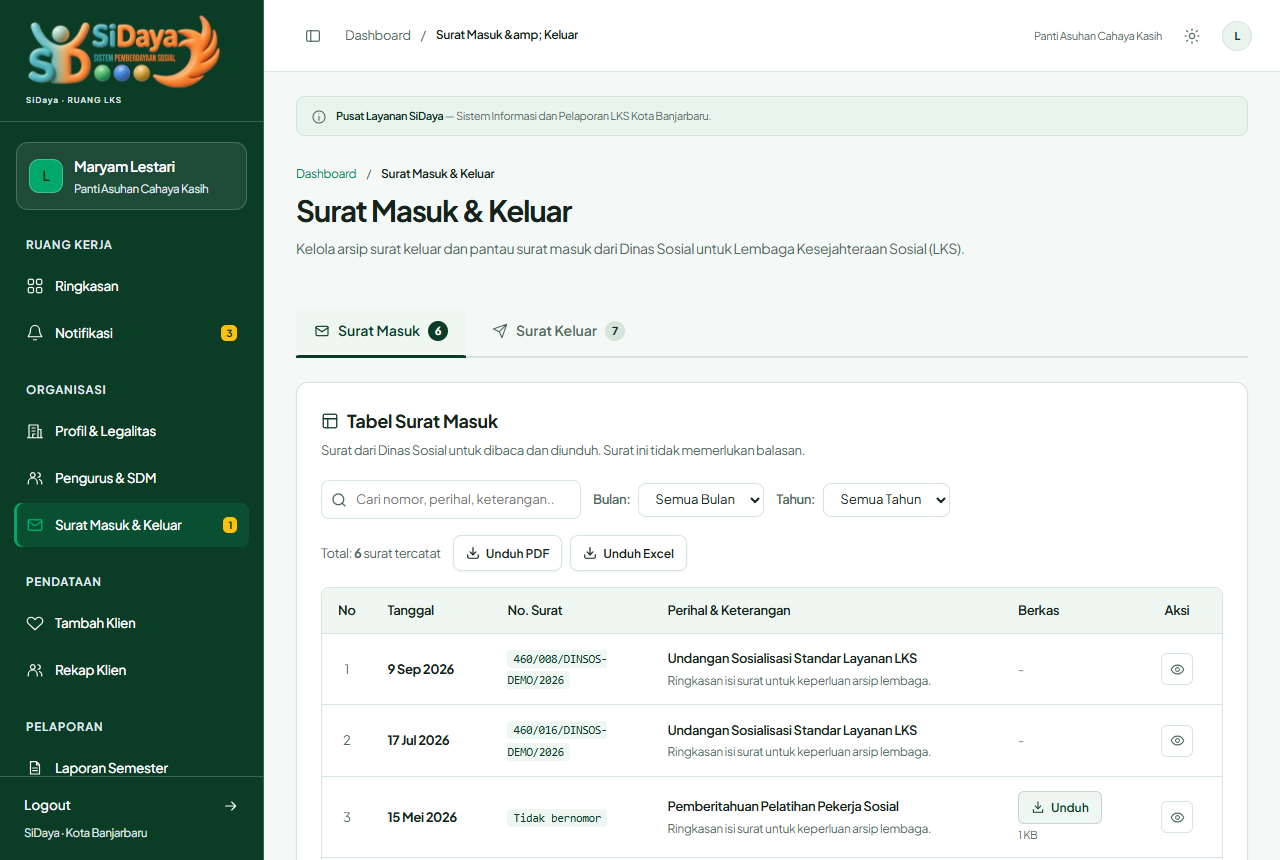 SiDaya
SISTEM PEMBERDAYAAN SOSIAL
SiDaya · RUANG LKS
L
Maryam Lestari
Panti Asuhan Cahaya Kasih
RUANG KERJA
Ringkasan
Notifikasi
3
ORGANISASI
Profil & Legalitas
Pengurus & SDM
Surat Masuk & Keluar
1
PENDATAAN
Tambah Klien
Rekap Klien
PELAPORAN
Laporan Semester
Logout
SiDaya · Kota Banjarbaru
Dashboard / Surat Masuk &amp; Keluar
Panti Asuhan Cahaya Kasih
L
Pusat Layanan SiDaya — Sistem Informasi dan Pelaporan LKS Kota Banjarbaru.
Dashboard / Surat Masuk & Keluar
Surat Masuk & Keluar
Kelola arsip surat keluar dan pantau surat masuk dari Dinas Sosial untuk Lembaga Kesejahteraan Sosial (LKS).
Surat Masuk 6 Surat Keluar 7
Tabel Surat Masuk
Surat dari Dinas Sosial untuk dibaca dan diunduh. Surat ini tidak memerlukan balasan.
Cari nomor, perihal, keterangan.. Bulan: Semua Bulan Tahun: Semua Tahun
Total: 6 surat tercatat Unduh PDF Unduh Excel
No Tanggal No. Surat Perihal & Keterangan Berkas Aksi
1 9 Sep 2026 460/008/DINSOS-DEMO/2026 Undangan Sosialisasi Standar Layanan LKS -
Ringkasan isi surat untuk keperluan arsip lembaga.
2 17 Jul 2026 460/016/DINSOS-DEMO/2026 Undangan Sosialisasi Standar Layanan LKS -
Ringkasan isi surat untuk keperluan arsip lembaga.
3 15 Mei 2026 Tidak bernomor Pemberitahuan Pelatihan Pekerja Sosial Unduh
Ringkasan isi surat untuk keperluan arsip lembaga. 1 KB